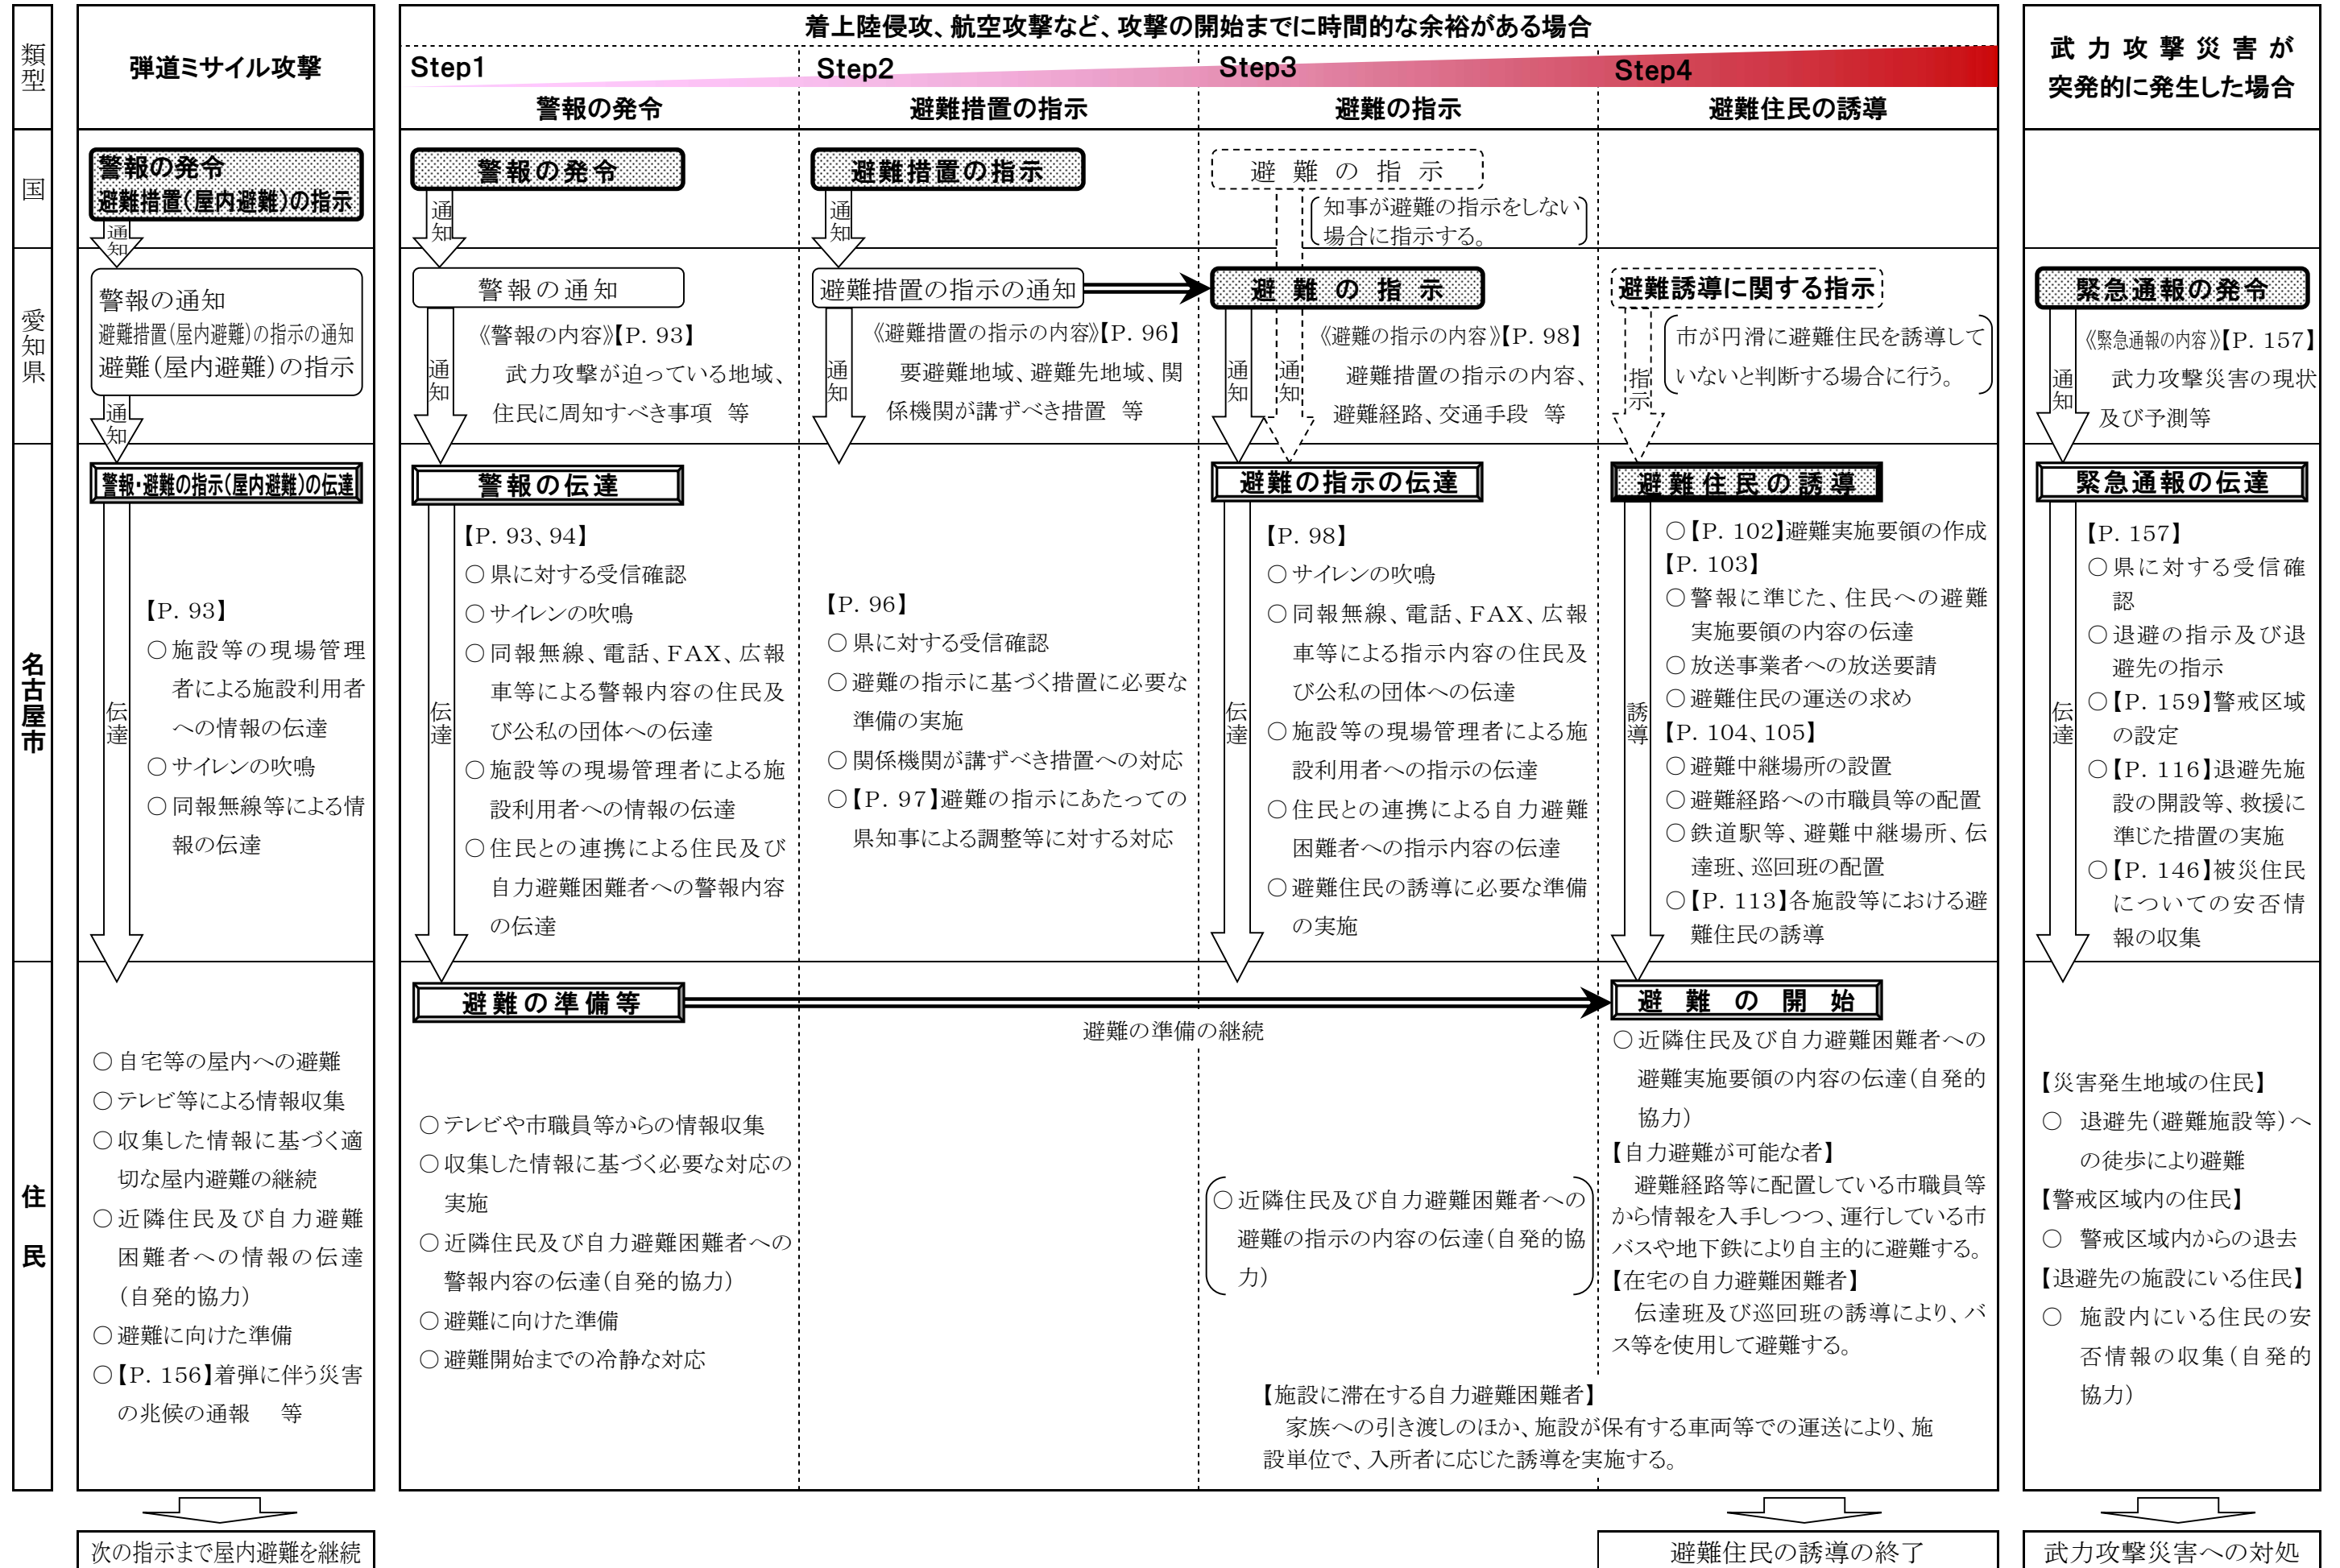 類型
国
愛知県
名古屋市
住民
弾道ミサイル攻撃
警報の発令
避難措置(屋内避難)の指示
通知
警報の通知
避難措置(屋内避難)の指示の通知
避難(屋内避難)の指示
通知
警報・避難の指示(屋内避難)の伝達
伝達
【P.93】
○施設等の現場管理
者による施設利用者
への情報の伝達
○サイレンの吹鳴
○同報無線等による情
報の伝達
○自宅等の屋内への避難
○テレビ等による情報収集
○収集した情報に基づく適
切な屋内避難の継続
○近隣住民及び自力避難
困難者への情報の伝達
(自発的協力)
○避難に向けた準備
○【P.156】着弾に伴う災害
の兆候の通報 等
次の指示まで屋内避難を継続
着上陸侵攻、航空攻撃など、攻撃の開始までに時間的な余裕がある場合
Step1
警報の発令
警報の発令
通知
警報の通知
通知
《警報の内容》【P.93】
武力攻撃が迫っている地域、
住民に周知すべき事項 等
警報の伝達
伝達
【P.93、94】
○県に対する受信確認
○サイレンの吹鳴
○同報無線、電話、FAX、広報
車等による警報内容の住民及
び公私の団体への伝達
○施設等の現場管理者による施
設利用者への情報の伝達
○住民との連携による住民及び
自力避難困難者への警報内容
の伝達
避難の準備等
避難の準備の継続
○テレビや市職員等からの情報収集
○収集した情報に基づく必要な対応の
実施
○近隣住民及び自力避難困難者への
警報内容の伝達(自発的協力)
○避難に向けた準備
○避難開始までの冷静な対応
Step2
避難措置の指示
避難措置の指示
通知
避難措置の指示の通知
通知
《避難措置の指示の内容》【P.96】
要避難地域、避難先地域、関
係機関が講ずべき措置 等
【P.96】
○県に対する受信確認
○避難の指示に基づく措置に必要な
準備の実施
○関係機関が講ずべき措置への対応
○【P.97】避難の指示にあたっての
県知事による調整等に対する対応
Step3
避難の指示
避難の指示
知事が避難の指示をしない
場合に指示する。
避難の指示
通知
通知
《避難の指示の内容》【P.98】
避難措置の指示の内容、
避難経路、交通手段 等
避難の指示の伝達
伝達
【P.98】
○サイレンの吹鳴
○同報無線、電話、FAX、広報
車等による指示内容の住民及
び公私の団体への伝達
○施設等の現場管理者による施
設利用者への指示の伝達
○住民との連携による自力避難
困難者への指示内容の伝達
○避難住民の誘導に必要な準備
の実施
○近隣住民及び自力避難困難者への
避難の指示の内容の伝達(自発的協
力)
Step4
避難住民の誘導
避難誘導に関する指示
指示
市が円滑に避難住民を誘導して
いないと判断する場合に行う。
避難住民の誘導
誘導
○【P.102】避難実施要領の作成
【P.103】
○警報に準じた、住民への避難
実施要領の内容の伝達
○放送事業者への放送要請
○避難住民の運送の求め
【P.104、105】
○避難中継場所の設置
○避難経路への市職員等の配置
○鉄道駅等、避難中継場所、伝
達班、巡回班の配置
○【P.113】各施設等における避
難住民の誘導
避難の開始
○近隣住民及び自力避難困難者への
避難実施要領の内容の伝達(自発的
協力)
【自力避難が可能な者】
避難経路等に配置している市職員等
から情報を入手しつつ、運行している市
バスや地下鉄により自主的に避難する。
【在宅の自力避難困難者】
伝達班及び巡回班の誘導により、バ
ス等を使用して避難する。
【施設に滞在する自力避難困難者】
家族への引き渡しのほか、施設が保有する車両等での運送により、施
設単位で、入所者に応じた誘導を実施する。
避難住民の誘導の終了
武力攻撃災害が
突発的に発生した場合
緊急通報の発令
通知
《緊急通報の内容》【P.157】
武力攻撃災害の現状
及び予測等
緊急通報の伝達
伝達
【P.157】
○県に対する受信確
認
○退避の指示及び退
避先の指示
○【P.159】警戒区域
の設定
○【P.116】退避先施
設の開設等、救援に
準じた措置の実施
○【P.146】被災住民
についての安否情
報の収集
【災害発生地域の住民】
○ 退避先(避難施設等)へ
の徒歩により避難
【警戒区域内の住民】
○ 警戒区域内からの退去
【退避先の施設にいる住民】
○ 施設内にいる住民の安
否情報の収集(自発的
協力)
武力攻撃災害への対処